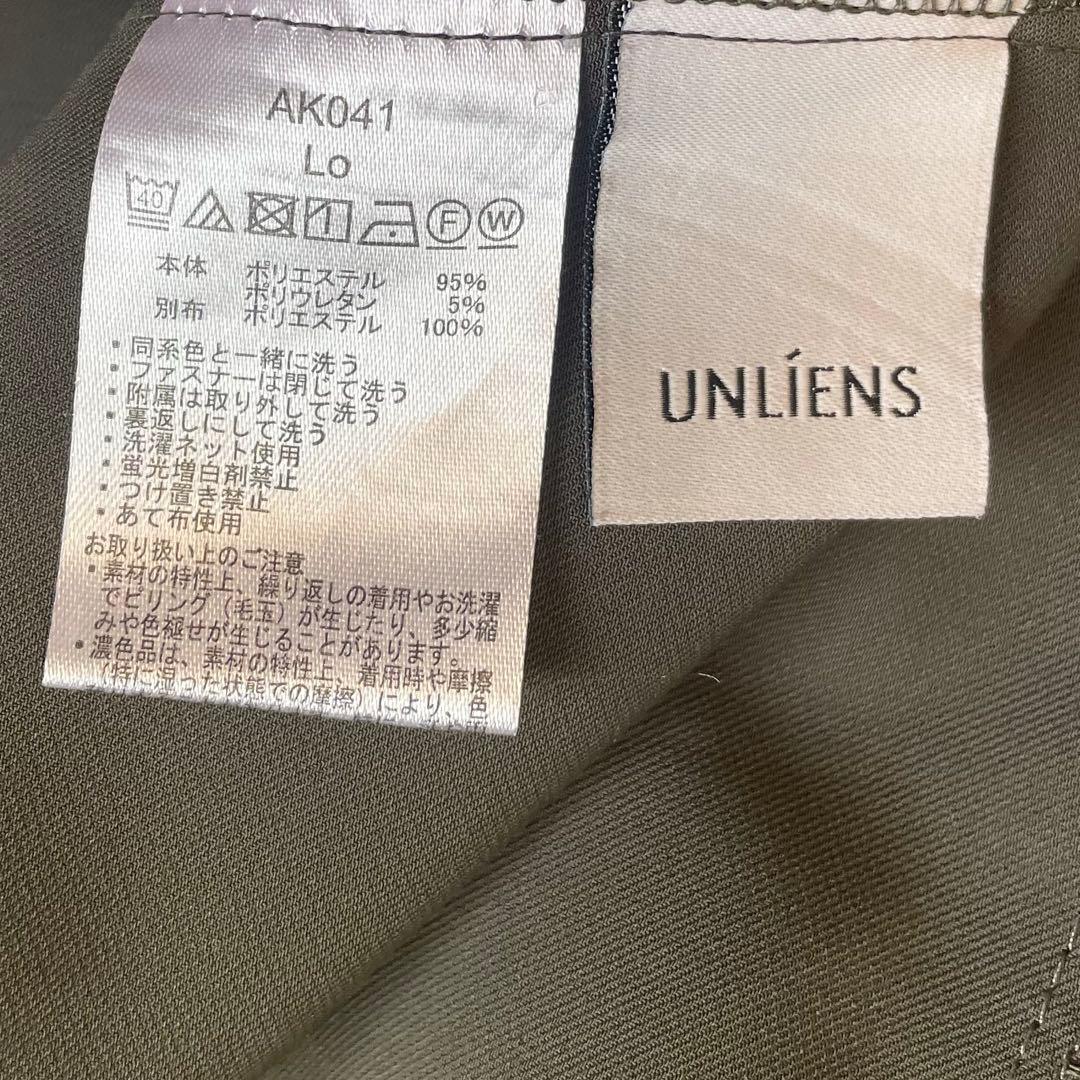 AK041
Lo
40 F W
本体 ポリエステル 95%
ポリウレタン 5%
別布 ポリエステル 100%
・同系色と一緒に洗う
・ファスナーは閉じて洗う
・附属は取り外し洗う
・裏返しにして洗う
・洗濯ネット使用
・蛍光増白剤禁止
・つけ置き禁止
・あて布使用
お取り扱い上のご注意
・素材の特性上、繰り返しの着用やお洗濯
でピリング（毛玉）が生じたり、多少縮
みや色褪せが生じることがあります。
・濃色品は、素材の特性上、着用時や摩擦
（特に湿った状態での摩擦）により、色
UNLÍENS